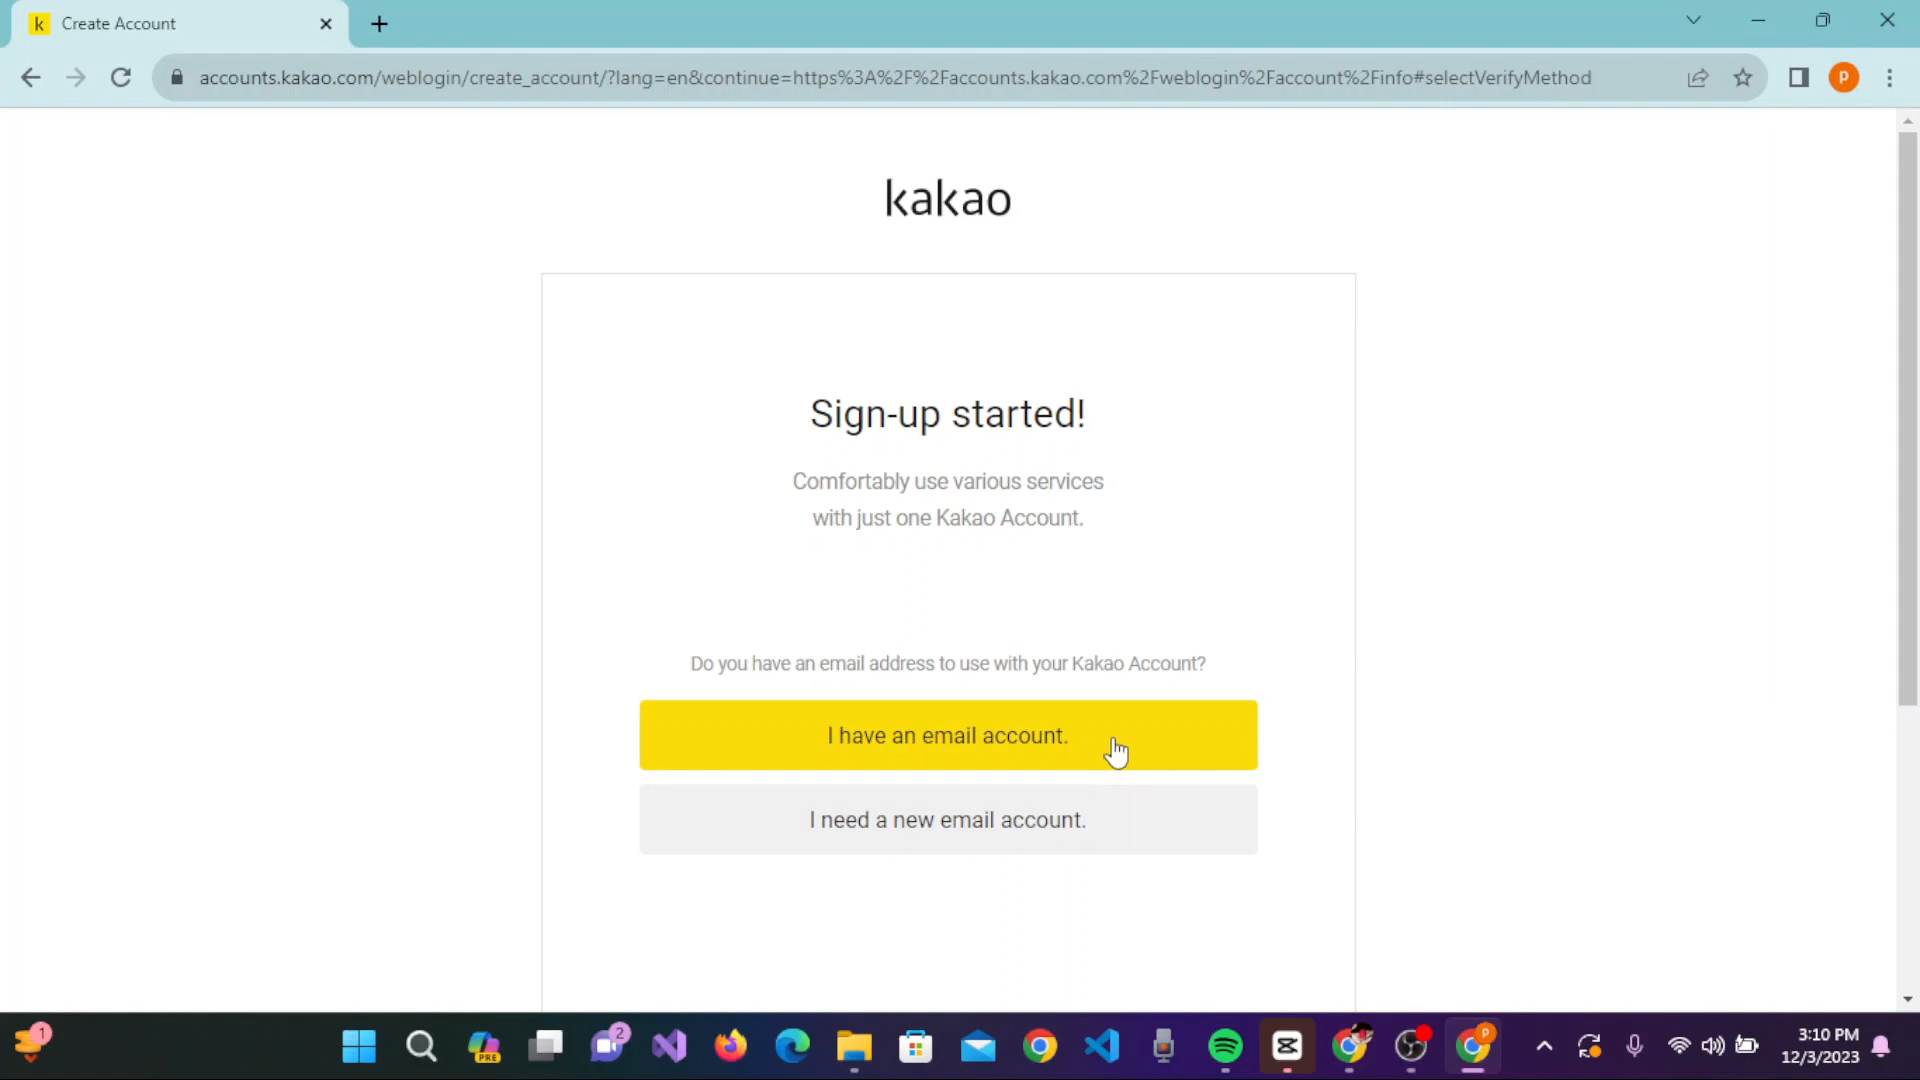 k Create Account
accounts.kakao.com/weblogin/create_account/?lang=en&continue=https%3A%2F%2Faccounts.kakao.com%2Fweblogin%2Faccount%2Finfo#selectVerifyMethod
P
kakao
Sign-up started!
Comfortably use various services
with just one Kakao Account.
Do you have an email address to use with your Kakao Account?
I have an email account.
I need a new email account.
1
PRE
2
P
3:10 PM
12/3/2023